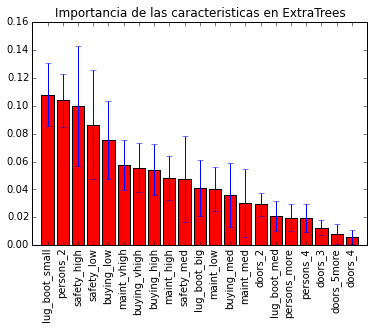 Importancia de las caracteristicas en ExtraTrees
0.16
0.14
0.12
0.10
0.08
0.06
0.04
0.02
0.00
lug_boot_small
persons_2
safety_high
safety_low
buying_low
maint_vhigh
buying_vhigh
buying_high
maint_high
safety_med
lug_boot_big
maint_low
buying_med
maint_med
doors_2
lug_boot_med
persons_more
persons_4
doors_3
doors_5more
doors_4